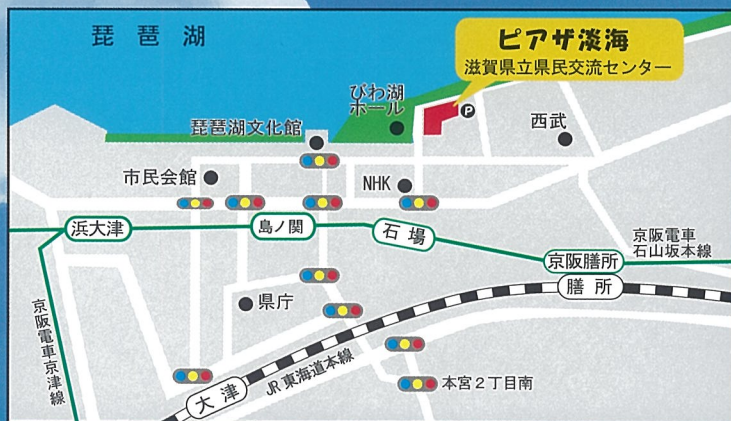 琵琶湖
ピアザ淡海
滋賀県立県民交流センター
びわ湖
ホール
P
琵琶湖文化館
西武
市民会館
NHK
浜大津
島ノ関
石場
京阪電車
石山坂本線
京阪膳所
膳所
県庁
京阪電車京津線
大津
JR東海道本線
本宮2丁目南